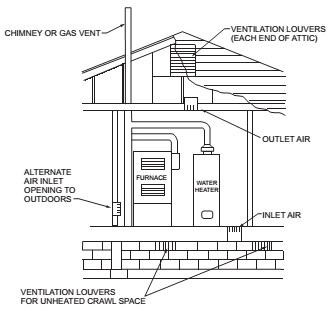 CHIMNEY OR GAS VENT
VENTILATION LOUVERS
(EACH END OF ATTIC)
OUTLET AIR
ALTERNATE
AIR INLET
OPENING TO
OUTDOORS
FURNACE
WATER
HEATER
INLET AIR
VENTILATION LOUVERS
FOR UNHEATED CRAWL SPACE